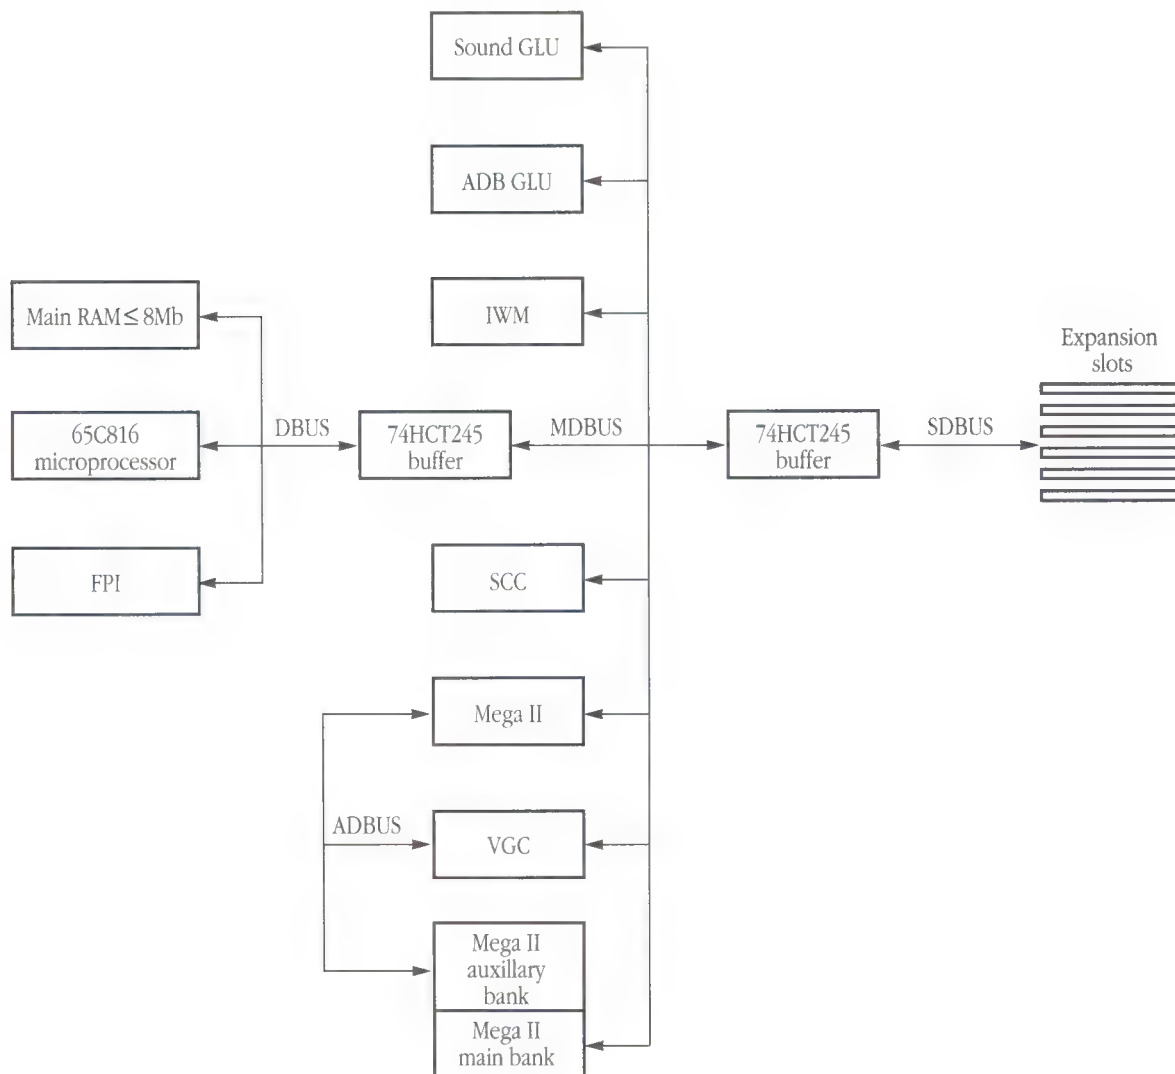 Sound GLU
ADB GLU
IWM
Main RAM ≤ 8Mb
Expansion
slots
65C816
microprocessor
DBUS
74HCT245
buffer
MDBUS
74HCT245
buffer
SDBUS
FPI
SCC
Mega II
ADBUS
VGC
Mega II
auxillary
bank
Mega II
main bank